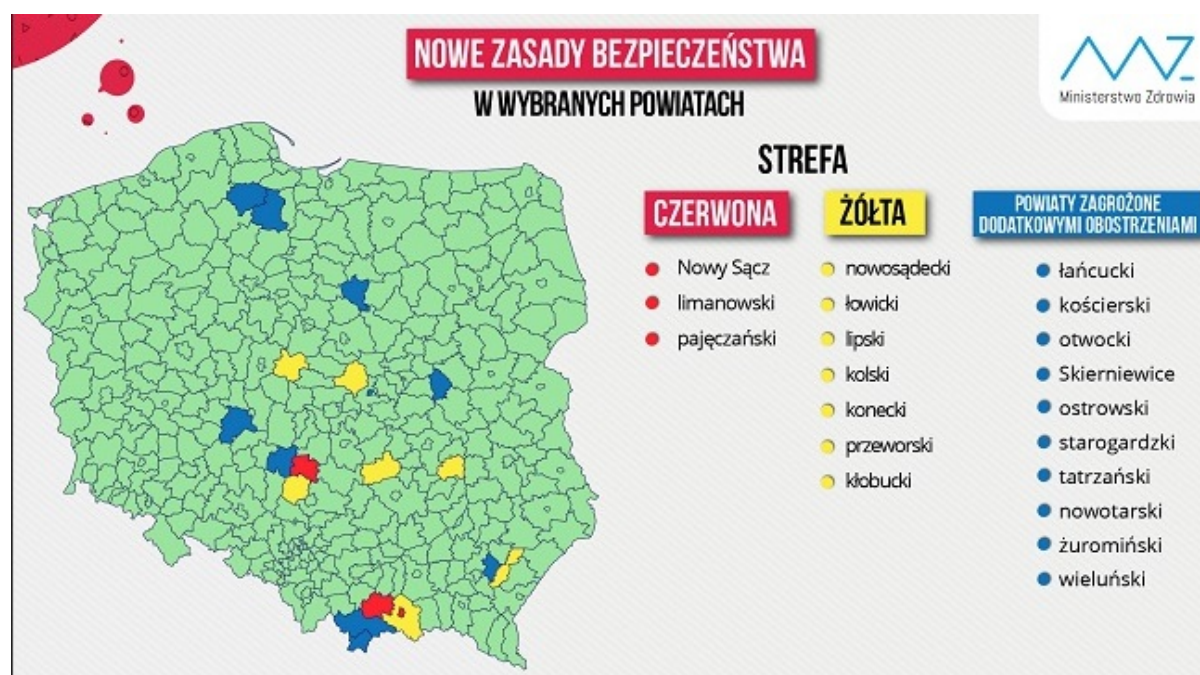 NOWE ZASADY BEZPIECZEŃSTWA
W WYBRANYCH POWIATACH
Ministerstwo Zdrowia
STREFA
CZERWONA
Nowy Sącz
limanowski
pajęczański
ŻÓŁTA
nowosądecki
łowicki
lipski
kolski
konecki
przeworski
kłobucki
POWIATY ZAGROŻONE
DODATKOWYMI OBOSTRZENIAMI
łańcucki
kościerski
otwocki
Skierniewice
ostrowski
starogardzki
tatrzański
nowotarski
żuromiński
wieluński